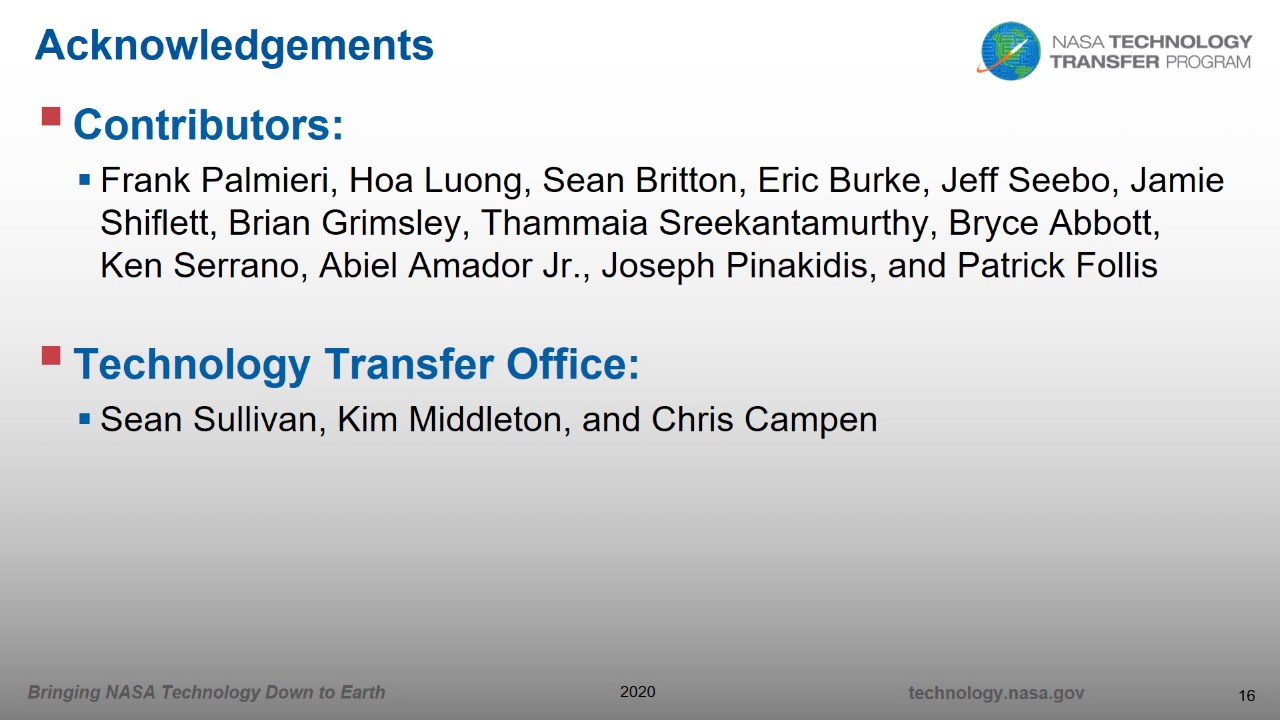 Acknowledgements
NASA TECHNOLOGY
TRANSFER PROGRAM
Contributors:
Frank Palmieri, Hoa Luong, Sean Britton, Eric Burke, Jeff Seebo, Jamie
Shiflett, Brian Grimsley, Thammaia Sreekantamurthy, Bryce Abbott,
Ken Serrano, Abiel Amador Jr., Joseph Pinakidis, and Patrick Follis
Technology Transfer Office:
Sean Sullivan, Kim Middleton, and Chris Campen
Bringing NASA Technology Down to Earth
2020
technology.nasa.gov
16